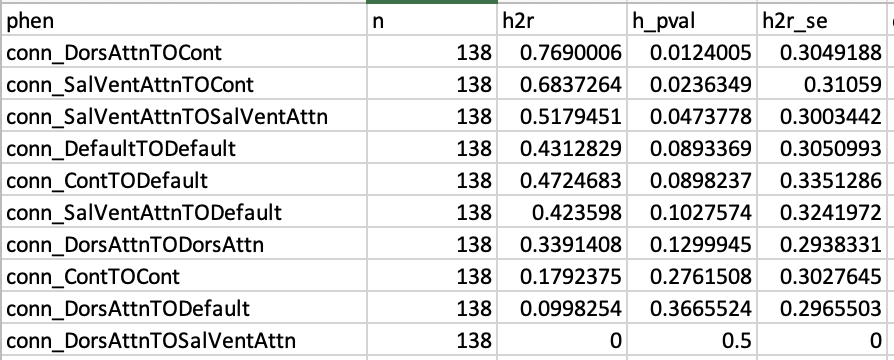 phen n h2r h_pval h2r_se
conn_DorsAttnTOCont 138 0.7690006 0.0124005 0.3049188
conn_SalVentAttnTOCont 138 0.6837264 0.0236349 0.31059
conn_SalVentAttnTOSalVentAttn 138 0.5179451 0.0473778 0.3003442
conn_DefaultTODefault 138 0.4312829 0.0893369 0.3050993
conn_ContTODefault 138 0.4724683 0.0898237 0.3351286
conn_SalVentAttnTODefault 138 0.423598 0.1027574 0.3241972
conn_DorsAttnTODorsAttn 138 0.3391408 0.1299945 0.2938331
conn_ContTOCont 138 0.1792375 0.2761508 0.3027645
conn_DorsAttnTODefault 138 0.0998254 0.3665524 0.2965503
conn_DorsAttnTOSalVentAttn 138 0 0.5 0